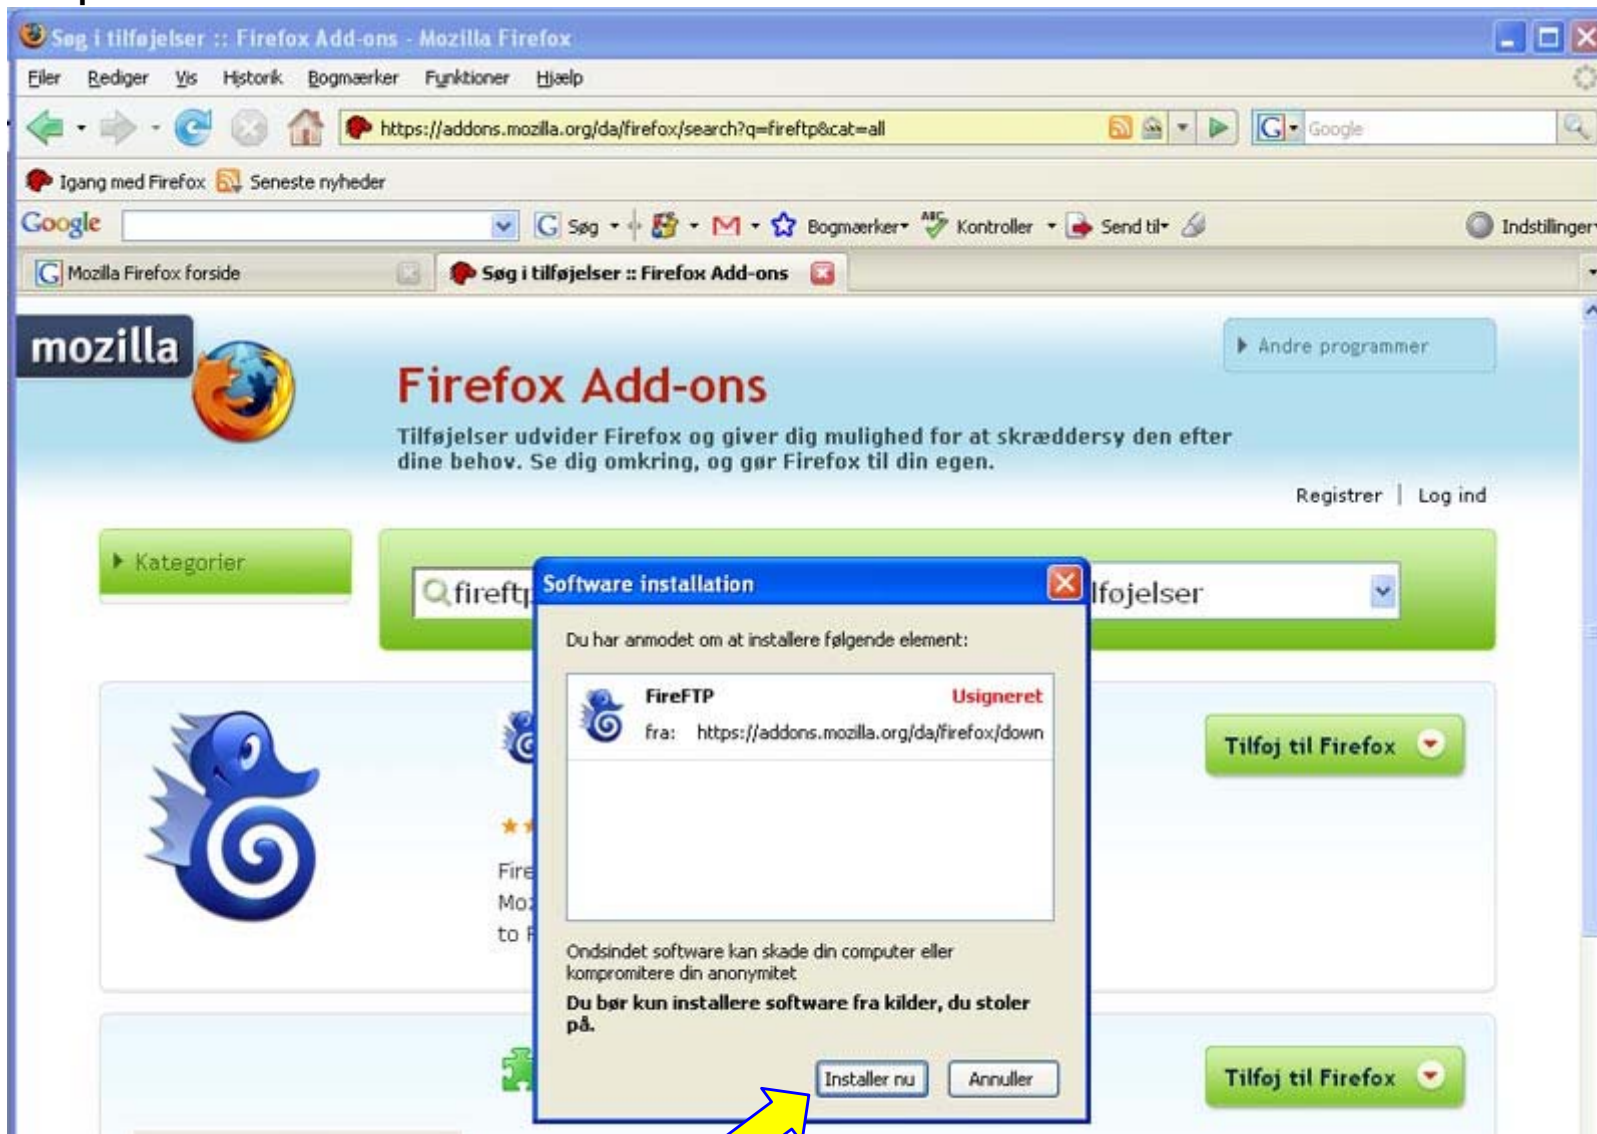 Søg i tilføjelser :: Firefox Add-ons - Mozilla Firefox
Filer Rediger Vis Historik Bogmærker Funktioner Hjælp
https://addons.mozilla.org/da/firefox/search?q=fireftp&cat=all
G Google
Igang med Firefox Seneste nyheder
Google G Søg Bogmærker ABC Kontroller Send til Indstillinger
G Mozilla Firefox forside Søg i tilføjelser :: Firefox Add-ons
mozilla
Andre programmer
Firefox Add-ons
Tilføjelser udvider Firefox og giver dig mulighed for at skræddersy den efter
dine behov. Se dig omkring, og gør Firefox til din egen.
Registrer | Log ind
Kategorier
fireftp
lføjelser
Software installation
Du har anmodet om at installere følgende element:
FireFTP Usigneret
fra: https://addons.mozilla.org/da/firefox/down
Tilføj til Firefox
Fire
Moz
to F
Ondsindet software kan skade din computer eller
kompromitere din anonymitet
Du bør kun installere software fra kilder, du stoler
på.
Installer nu Annuller
Tilføj til Firefox